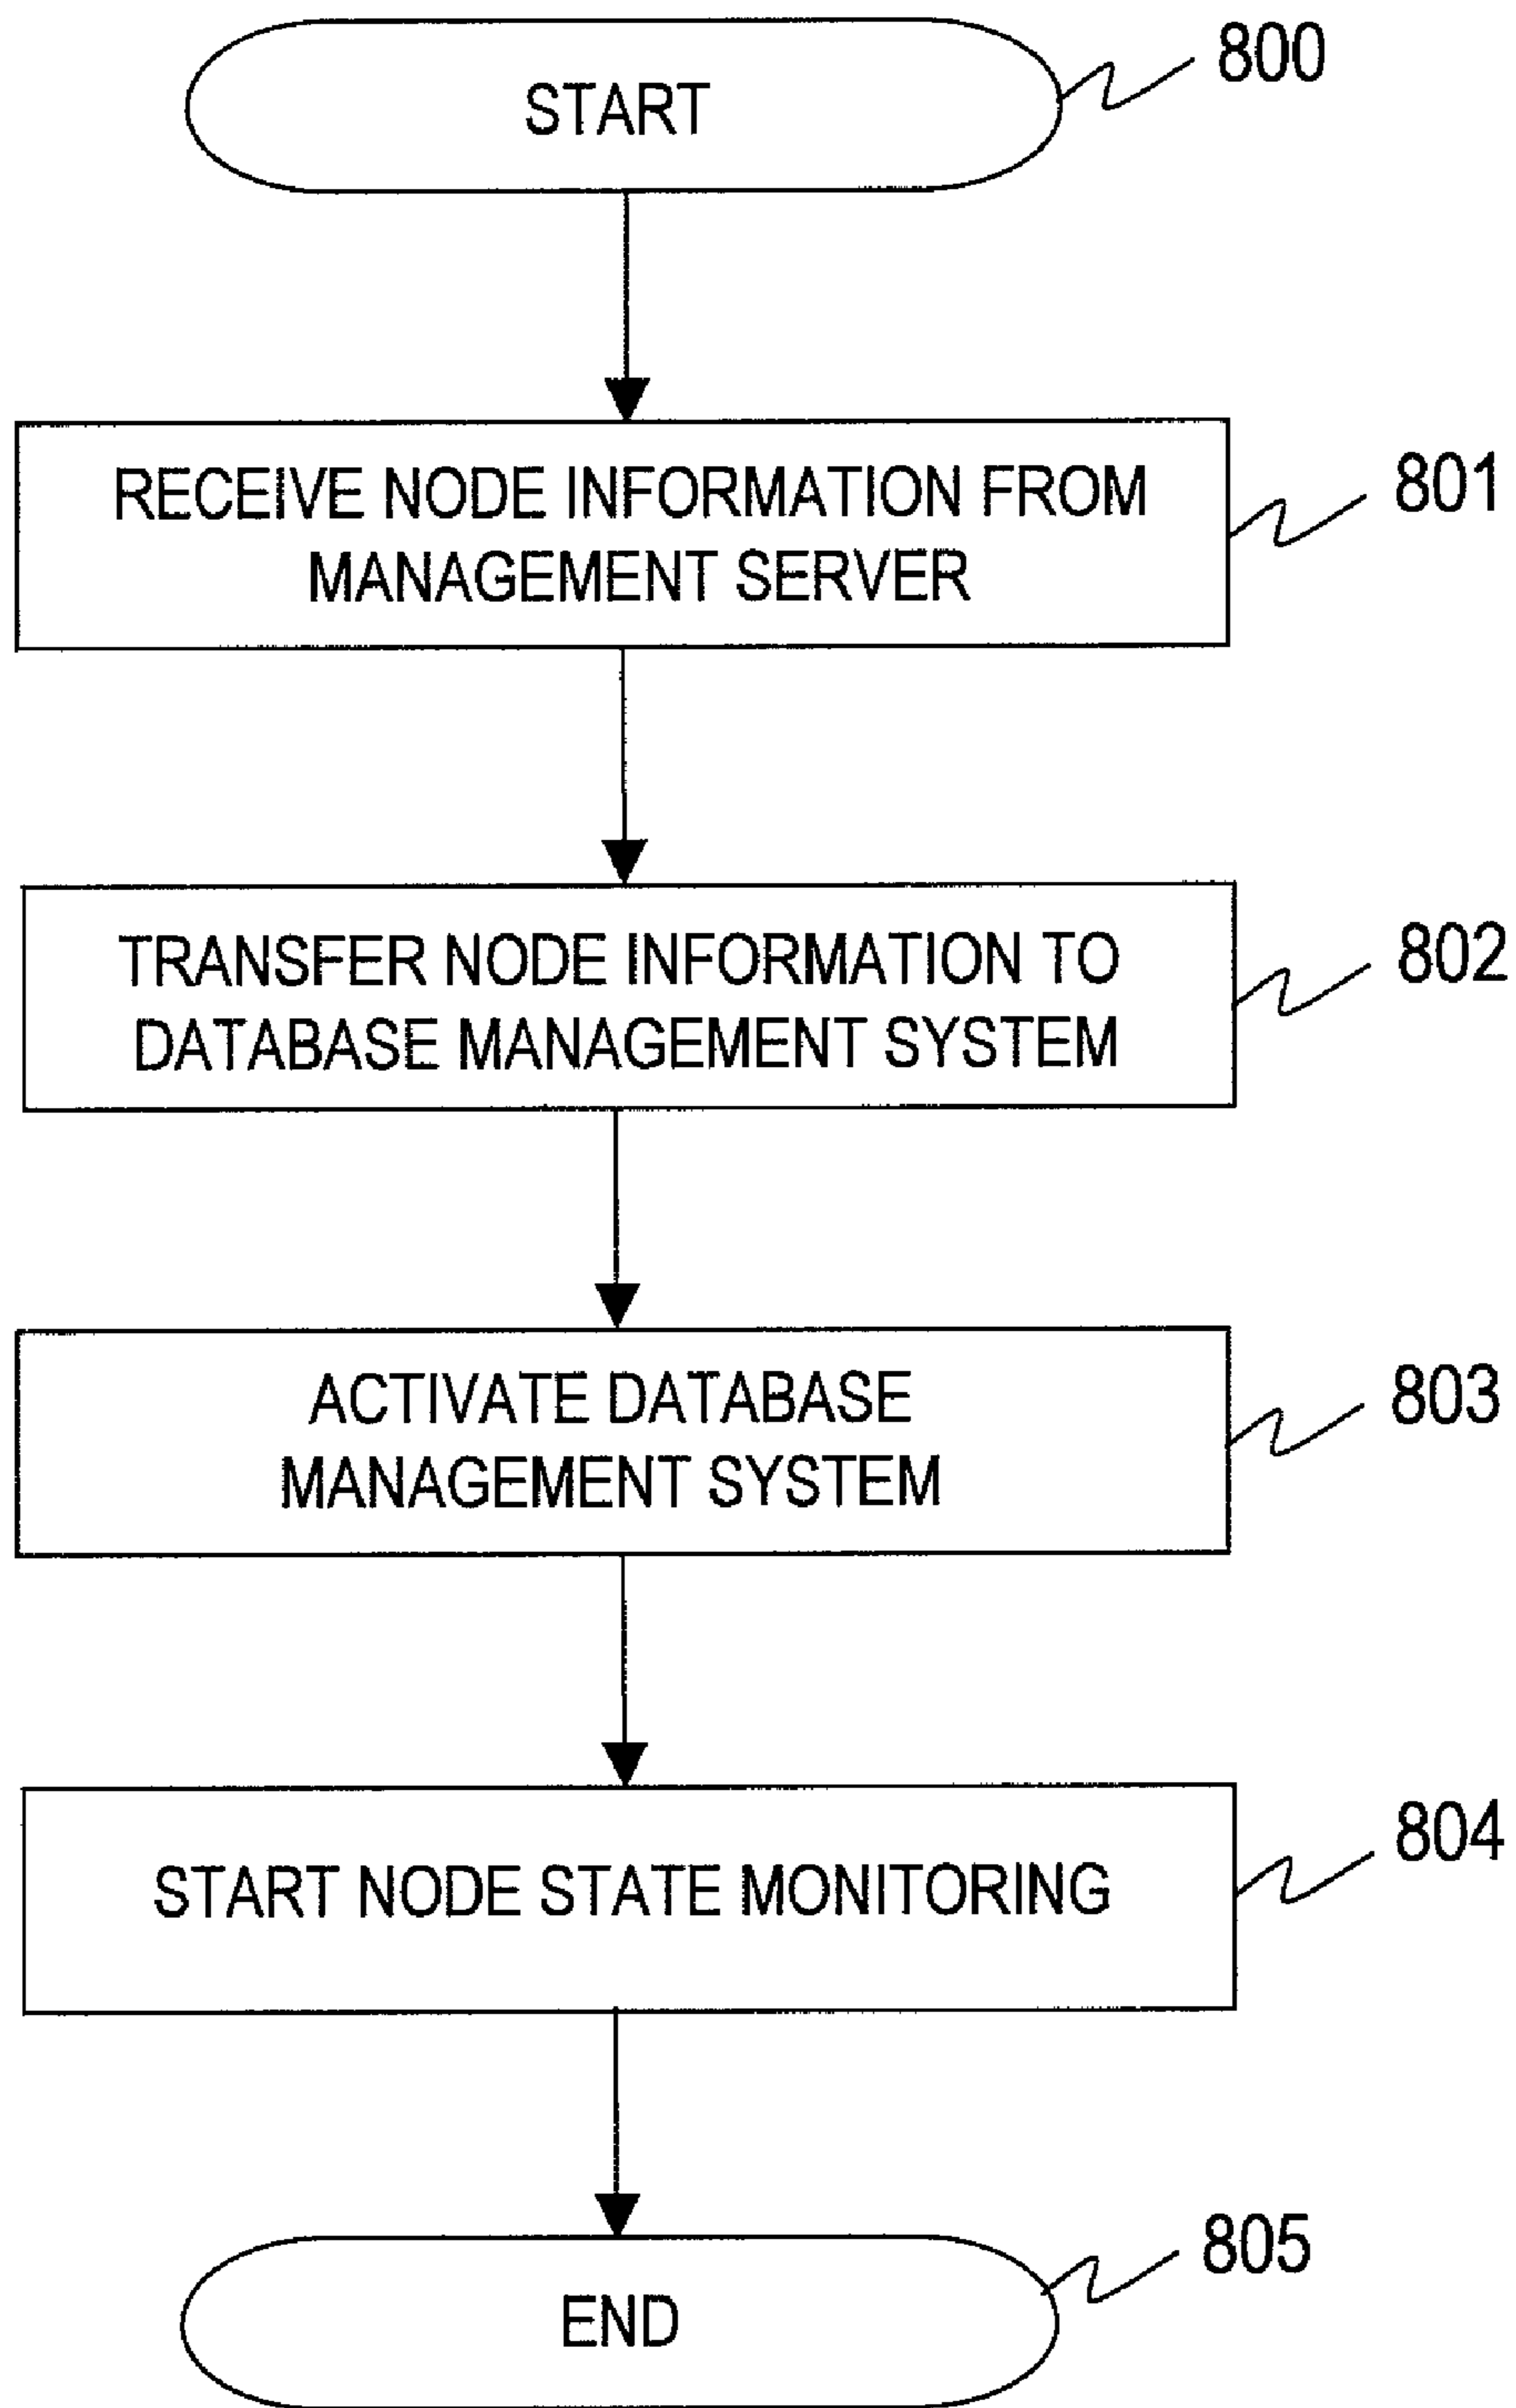 START
800
RECEIVE NODE INFORMATION FROM
MANAGEMENT SERVER
801
TRANSFER NODE INFORMATION TO
DATABASE MANAGEMENT SYSTEM
802
ACTIVATE DATABASE
MANAGEMENT SYSTEM
803
START NODE STATE MONITORING
804
END
805